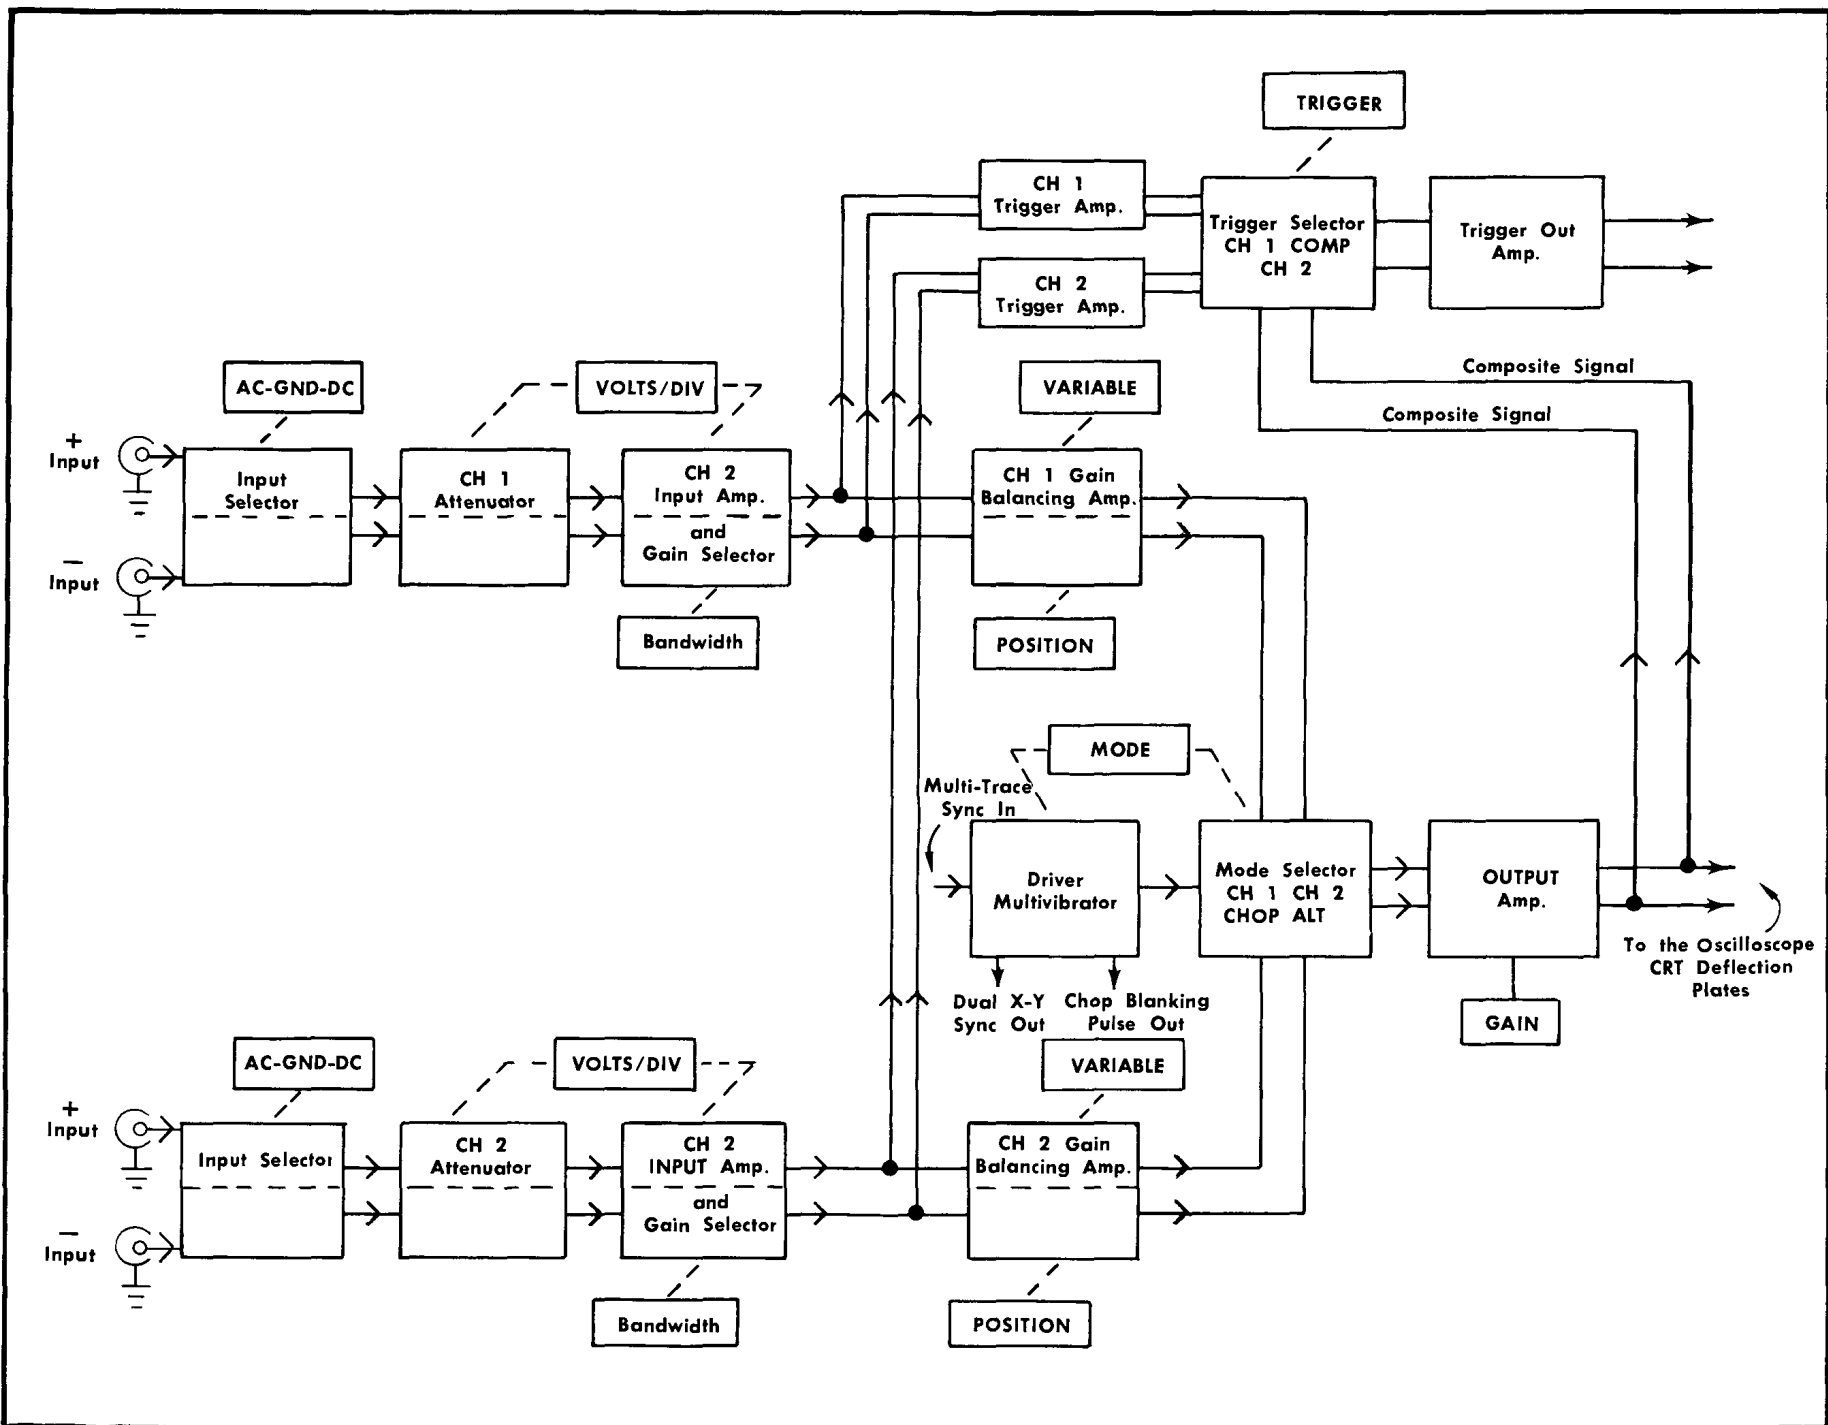 TRIGGER
CH 1
Trigger Amp.
Trigger Selector
CH 1 COMP
CH 2
Trigger Out
Amp.
CH 2
Trigger Amp.
Composite Signal
Composite Signal
AC-GND-DC
VOLTS/DIV
VARIABLE
+
Input
Input
Selector
CH 1
Attenuator
CH 2
Input Amp.
and
Gain Selector
CH 1 Gain
Balancing Amp.
−
Input
Bandwidth
POSITION
MODE
Multi-Trace
Sync In
Driver
Multivibrator
Mode Selector
CH 1 CH 2
CHOP ALT
OUTPUT
Amp.
To the Oscilloscope
CRT Deflection
Plates
Dual X-Y
Sync Out
Chop Blanking
Pulse Out
GAIN
AC-GND-DC
VOLTS/DIV
VARIABLE
+
Input
Input Selector
CH 2
Attenuator
CH 2
INPUT Amp.
and
Gain Selector
CH 2 Gain
Balancing Amp.
−
Input
Bandwidth
POSITION